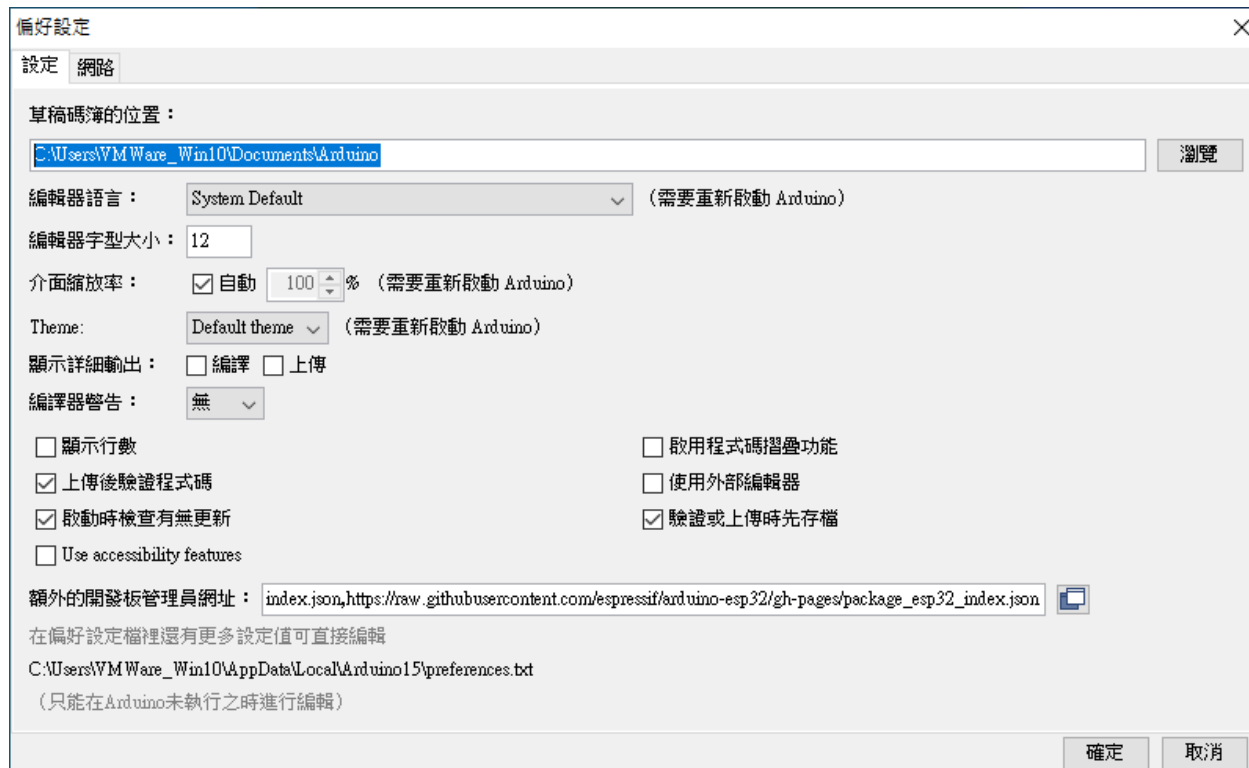 偏好設定
設定 網路
草稿碼簿的位置：
C:\Users\VMWare_Win10\Documents\Arduino 瀏覽
編輯器語言： System Default （需要重新啟動 Arduino）
編輯器字型大小： 12
介面縮放率： 自動 100 % （需要重新啟動 Arduino）
Theme: Default theme （需要重新啟動 Arduino）
顯示詳細輸出： 編譯 上傳
編譯器警告： 無
顯示行數 啟用程式碼摺疊功能
上傳後驗證程式碼 使用外部編輯器
啟動時檢查有無更新 驗證或上傳時先存檔
Use accessibility features
額外的開發板管理員網址： index.json,https://raw.githubusercontent.com/espressif/arduino-esp32/gh-pages/package_esp32_index.json
在偏好設定檔裡還有更多設定值可直接編輯
C:\Users\VMWare_Win10\AppData\Local\Arduino15\preferences.txt
（只能在Arduino未執行之時進行編輯）
確定 取消